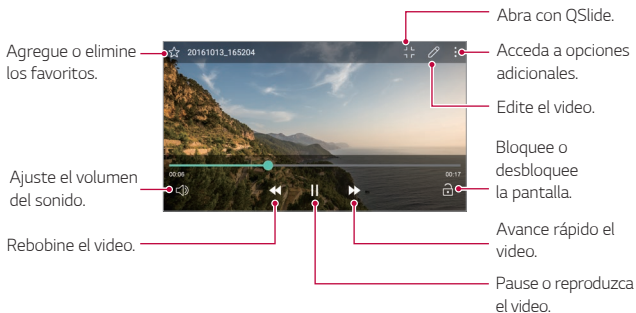 Abra con QSlide.
Agregue o elimine
los favoritos.
20161013_165204
Acceda a opciones
adicionales.
Edite el video.
00:06
00:17
Bloquee o
desbloquee
la pantalla.
Ajuste el volumen
del sonido.
Rebobine el video.
Avance rápido el
video.
Pause o reproduzca
el video.